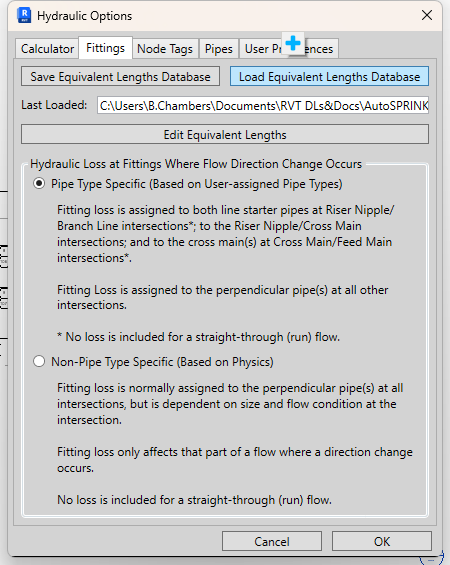 Hydraulic Options
Calculator
Fittings
Node Tags
Pipes
User Pr ences
Save Equivalent Lengths Database
Load Equivalent Lengths Database
Last Loaded:
C:\Users\B.Chambers\Documents\RVT DLs&Docs\AutoSPRINK
Edit Equivalent Lengths
Hydraulic Loss at Fittings Where Flow Direction Change Occurs
Pipe Type Specific (Based on User-assigned Pipe Types)
Fitting loss is assigned to both line starter pipes at Riser Nipple/
Branch Line intersections*; to the Riser Nipple/Cross Main
intersections; and to the cross main(s) at Cross Main/Feed Main
intersections*.
Fitting Loss is assigned to the perpendicular pipe(s) at all other
intersections.
* No loss is included for a straight-through (run) flow.
Non-Pipe Type Specific (Based on Physics)
Fitting loss is normally assigned to the perpendicular pipe(s) at all
intersections, but is dependent on size and flow condition at the
intersection.
Fitting loss only affects that part of a flow where a direction change
occurs.
No loss is included for a straight-through (run) flow.
Cancel
OK